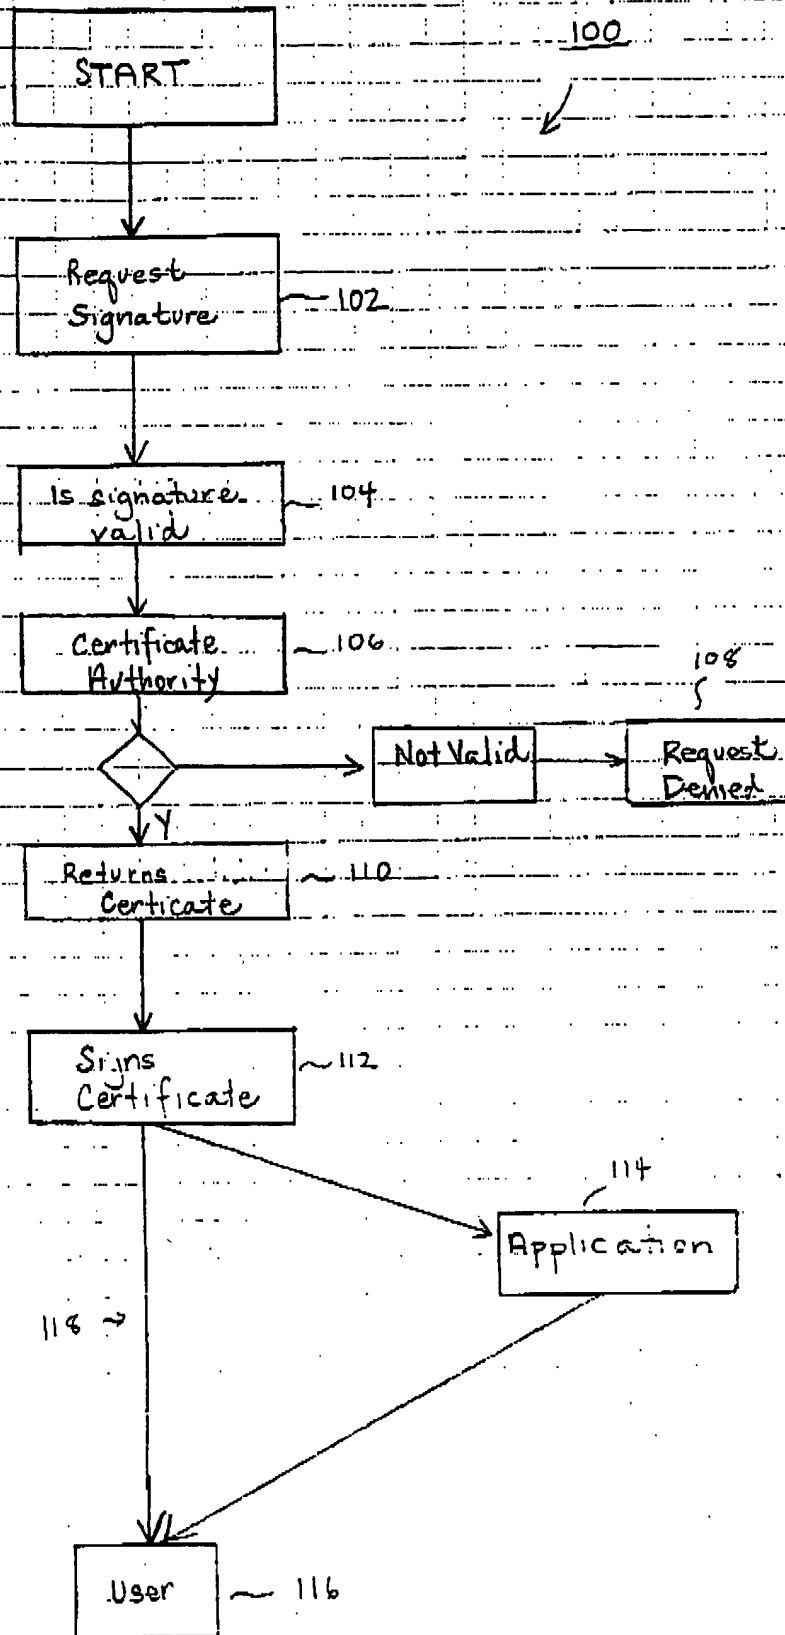 100
START
Request
Signature
102
Is signature
valid
104
Certificate
Authority
106
108
Not Valid
Request
Denied
Y
Returns
Certicate
110
Signs
Certificate
112
114
Application
118
User
116